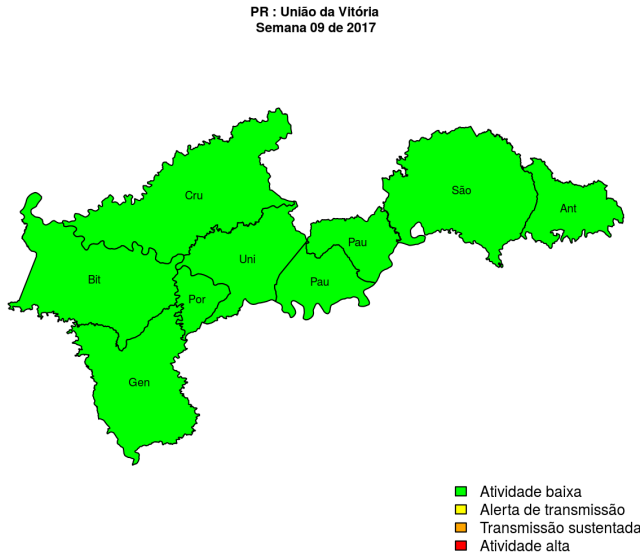 PR : União da Vitória
Semana 09 de 2017
Cru
São
Ant
Pau
Uni
Bit
Pau
Por
Gen
Atividade baixa
Alerta de transmissão
Transmissão sustentada
Atividade alta